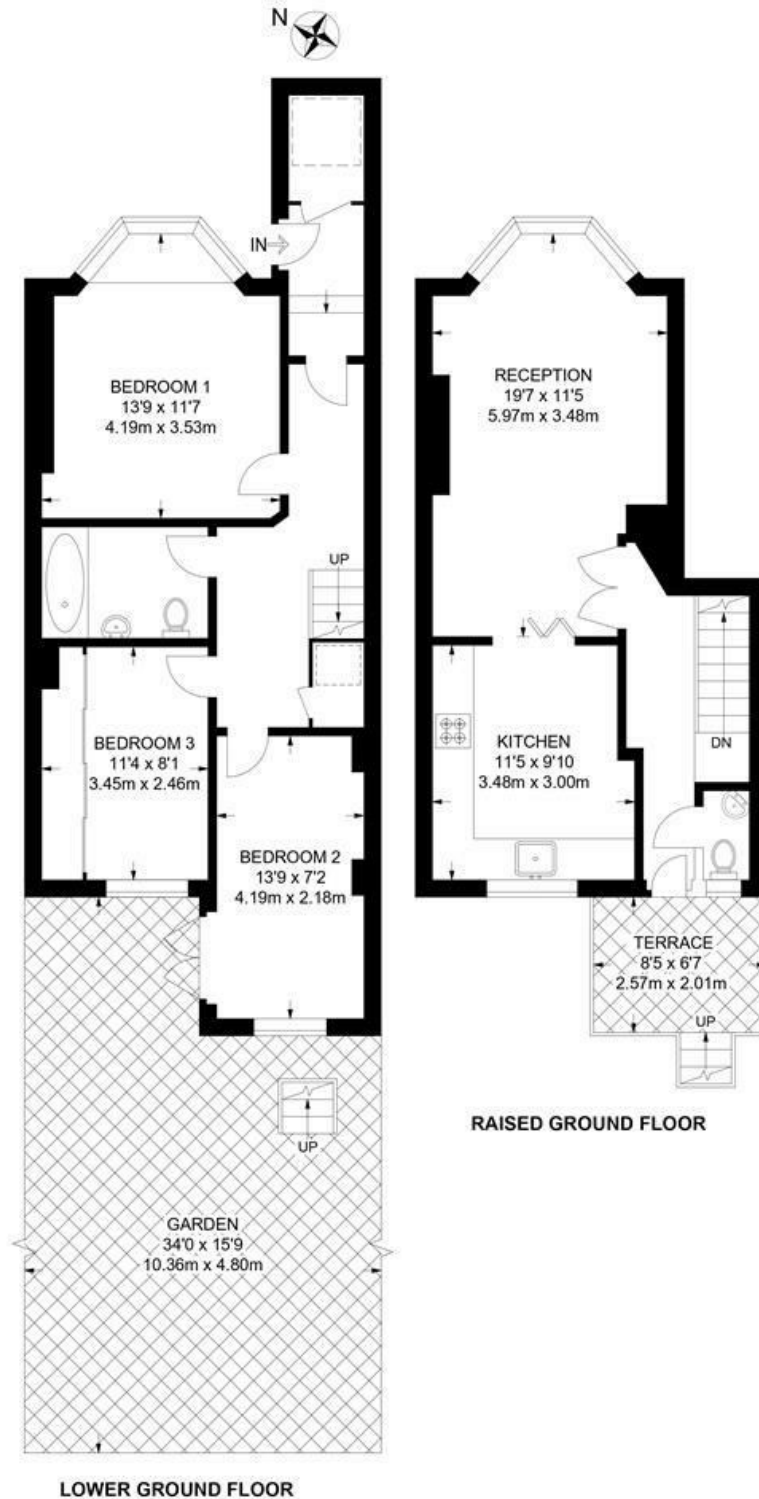 N
IN
BEDROOM 1
13'9 x 11'7
4.19m x 3.53m
UP
BEDROOM 3
11'4 x 8'1
3.45m x 2.46m
BEDROOM 2
13'9 x 7'2
4.19m x 2.18m
UP
GARDEN
34'0 x 15'9
10.36m x 4.80m
LOWER GROUND FLOOR
RECEPTION
19'7 x 11'5
5.97m x 3.48m
KITCHEN
11'5 x 9'10
3.48m x 3.00m
DN
TERRACE
8'5 x 6'7
2.57m x 2.01m
UP
RAISED GROUND FLOOR